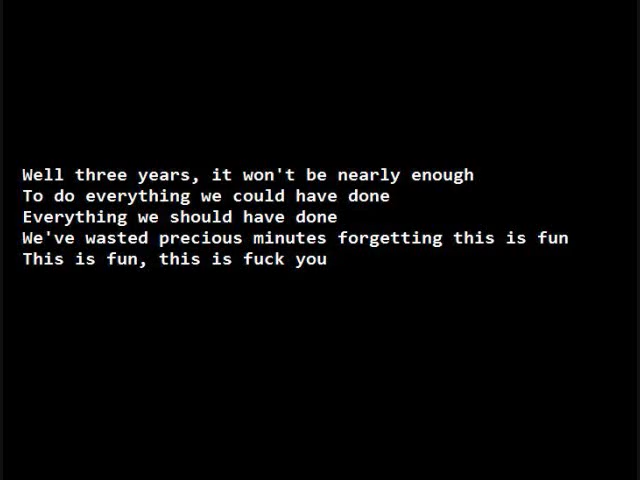 Well three years, it won't be nearly enough
To do everything we could have done
Everything we should have done
We've wasted precious minutes forgetting this is fun
This is fun, this is fuck you